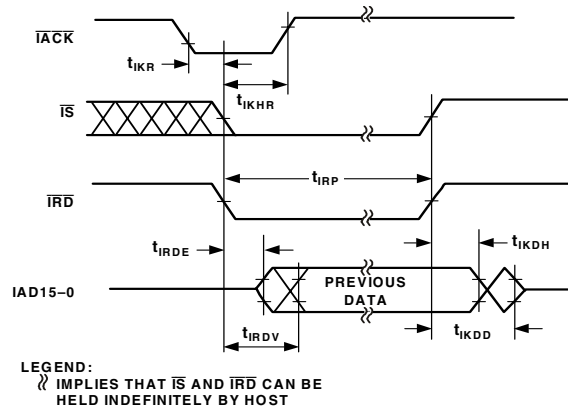 IACK
tIKR
tIKHR
IS
tIRP
IRD
tIRDE
tIKDH
IAD15–0
PREVIOUS
DATA
tIRDV
tIKDD
LEGEND:
IMPLIES THAT IS AND IRD CAN BE
HELD INDEFINITELY BY HOST